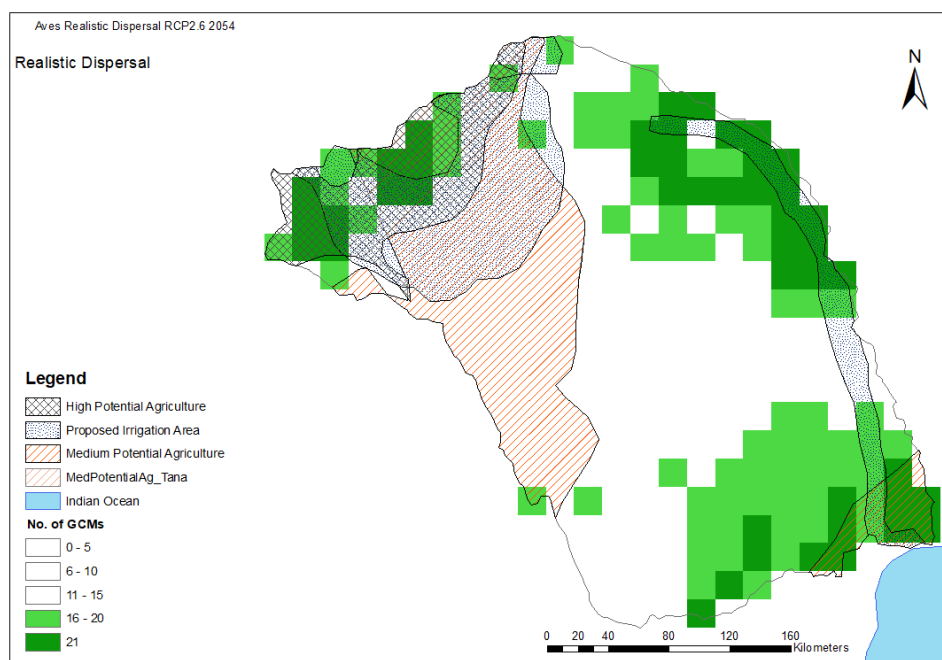 Aves Realistic Dispersal RCP2.6 2054
Realistic Dispersal
N
Legend
High Potential Agriculture
Proposed Irrigation Area
Medium Potential Agriculture
MedPotentialAg_Tana
Indian Ocean
No. of GCMs
0 - 5
6 - 10
11 - 15
16 - 20
21
0 20 40 80 120 160
Kilometers